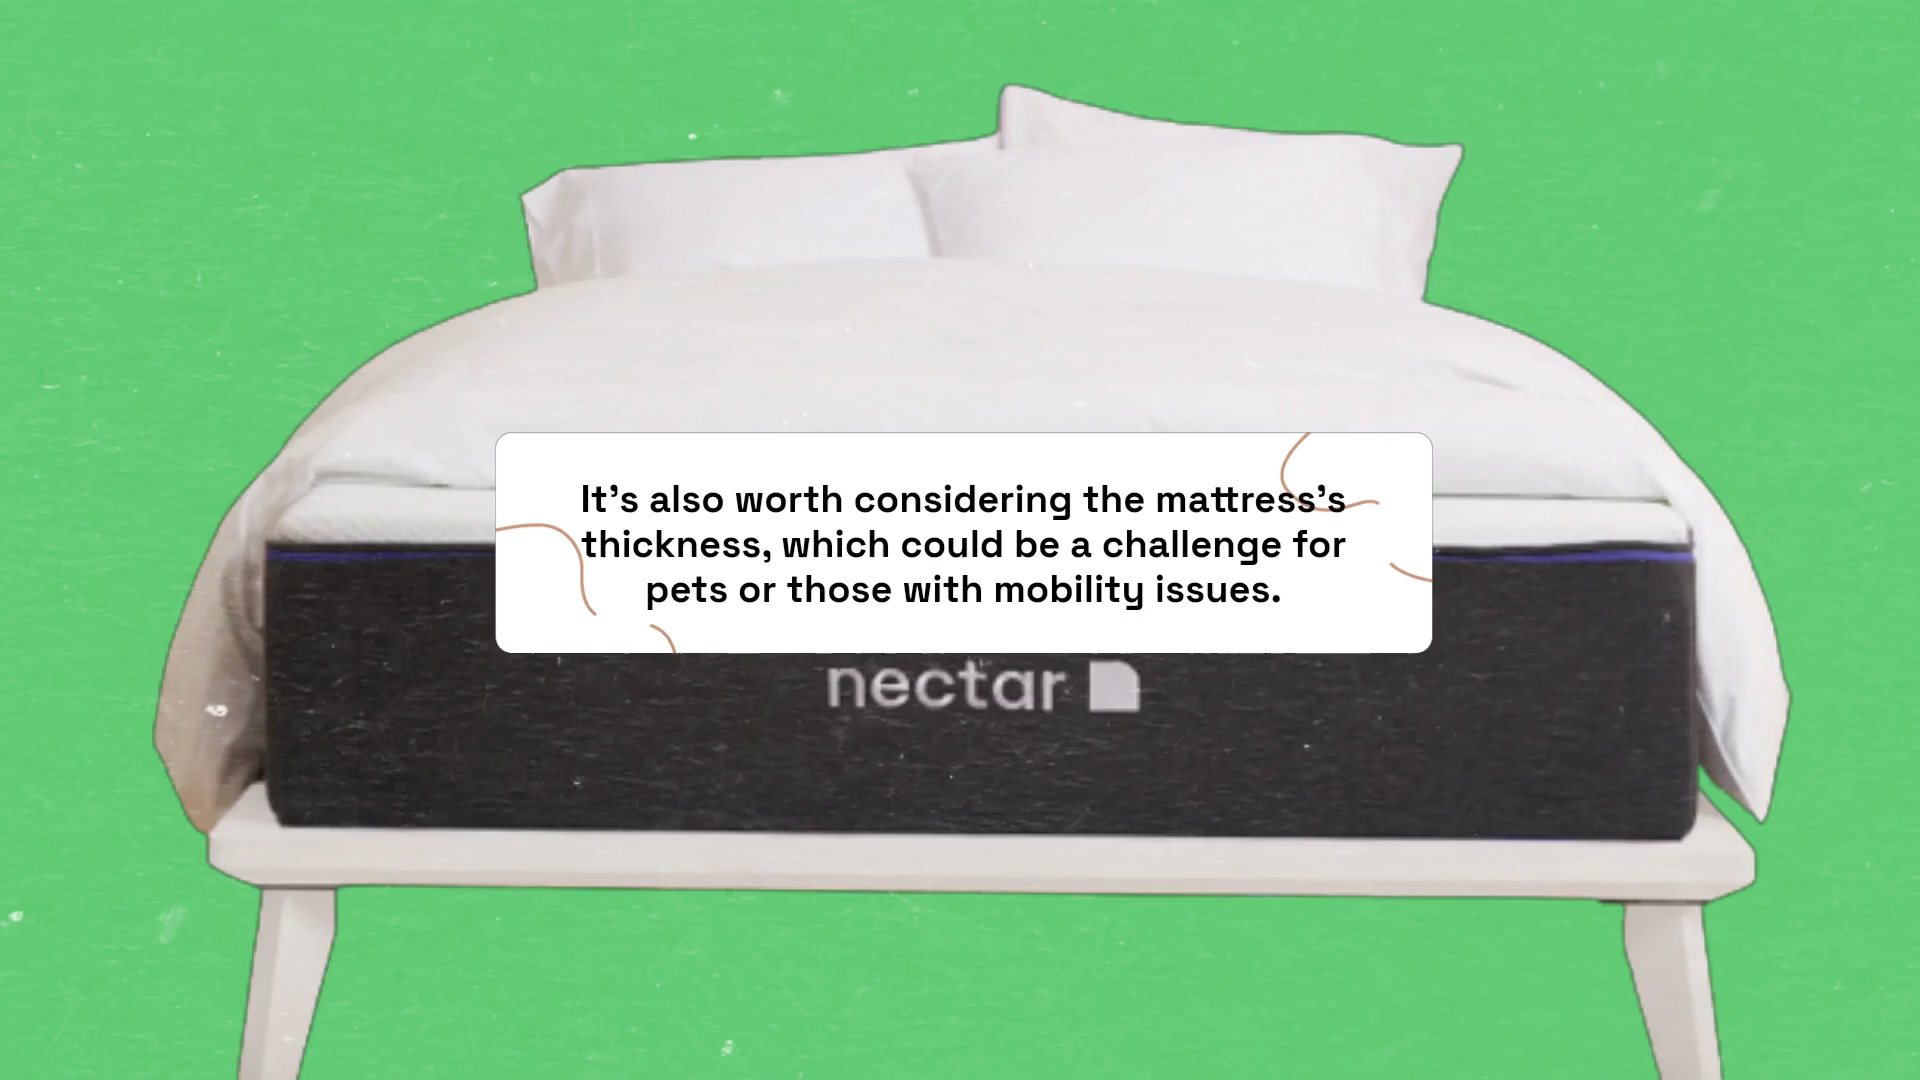 It's also worth considering the mattress's
thickness, which could be a challenge for
pets or those with mobility issues.
nectar